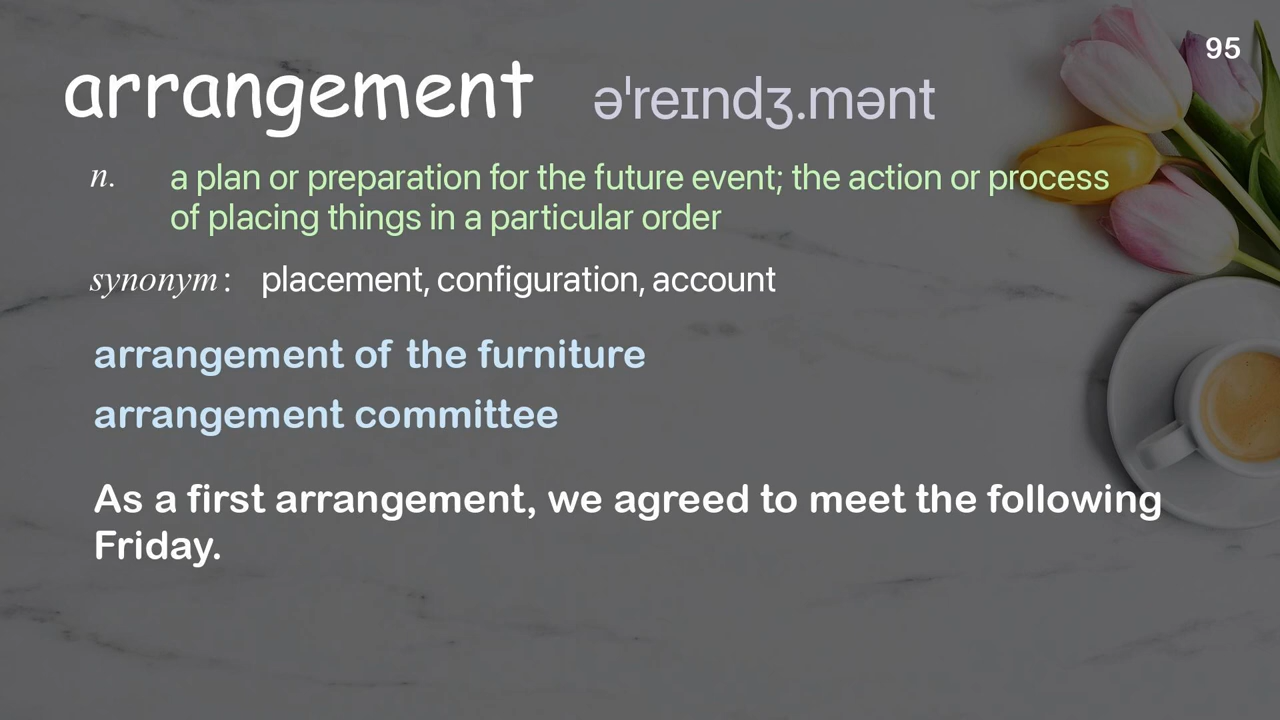 95
arrangement əˈreɪndʒ.mənt
n. a plan or preparation for the future event; the action or process
of placing things in a particular order
synonym: placement, configuration, account
arrangement of the furniture
arrangement committee
As a first arrangement, we agreed to meet the following
Friday.